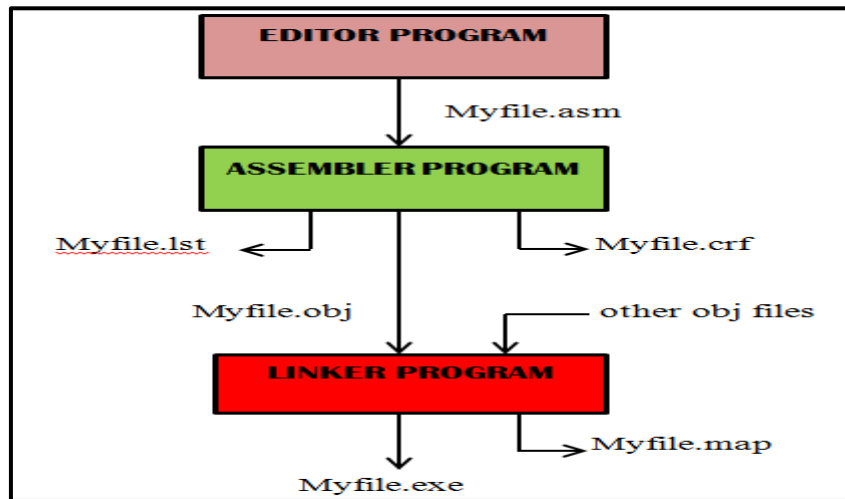 EDITOR PROGRAM
Myfile.asm
ASSEMBLER PROGRAM
Myfile.lst
Myfile.crf
Myfile.obj
other obj files
LINKER PROGRAM
Myfile.map
Myfile.exe